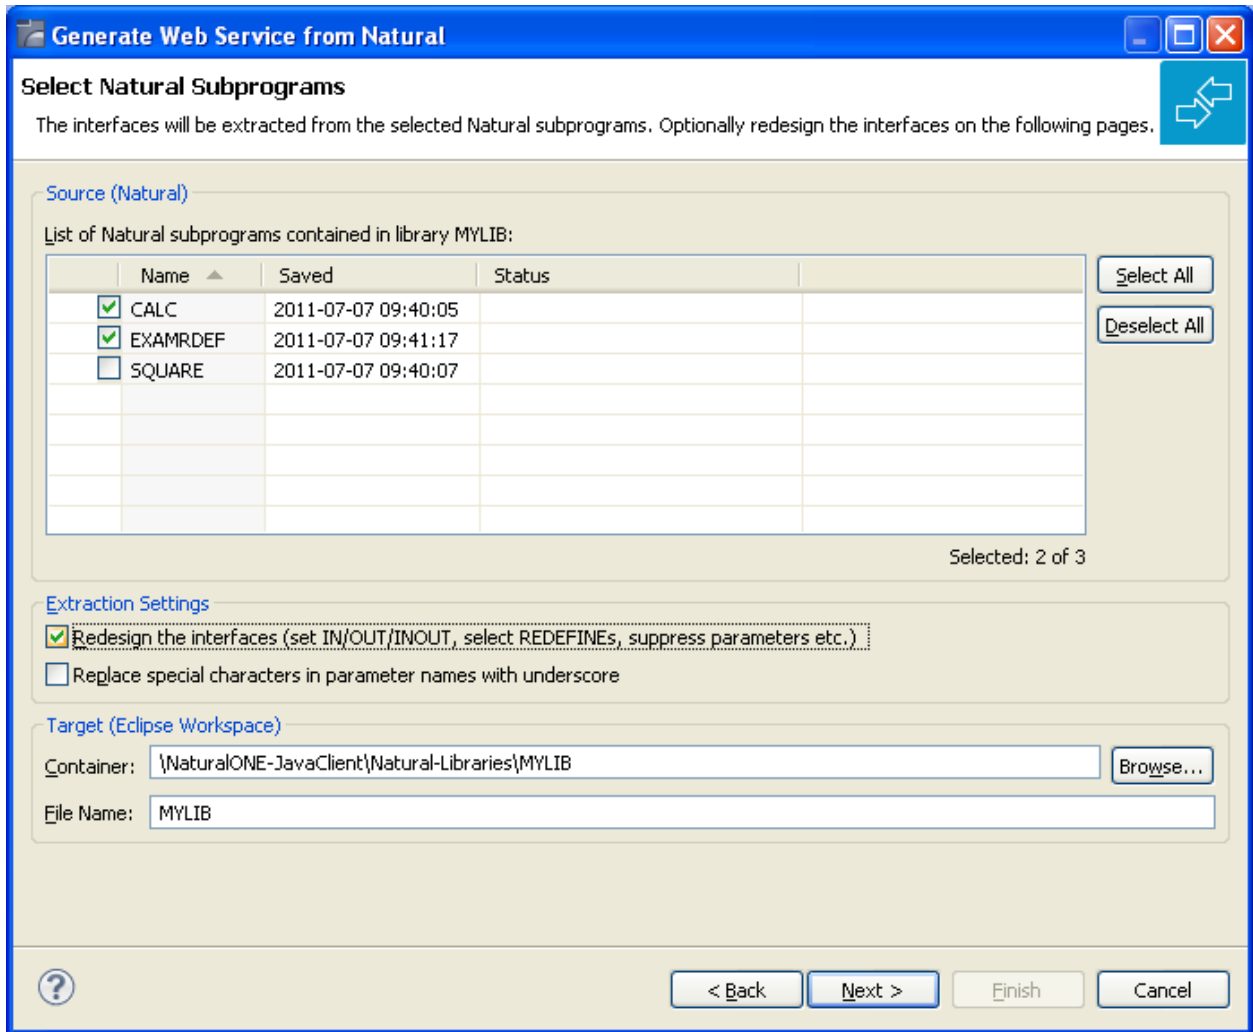 Generate Web Service from Natural
Select Natural Subprograms
The interfaces will be extracted from the selected Natural subprograms. Optionally redesign the interfaces on the following pages.
Source (Natural)
List of Natural subprograms contained in library MYLIB:
Name Saved Status
Select All
CALC 2011-07-07 09:40:05
Deselect All
EXAMRDEF 2011-07-07 09:41:17
SQUARE 2011-07-07 09:40:07
Selected: 2 of 3
Extraction Settings
Redesign the interfaces (set IN/OUT/INOUT, select REDEFINEs, suppress parameters etc.)
Replace special characters in parameter names with underscore
Target (Eclipse Workspace)
Container: \NaturalONE-JavaClient\Natural-Libraries\MYLIB Browse...
File Name: MYLIB
? < Back Next > Finish Cancel